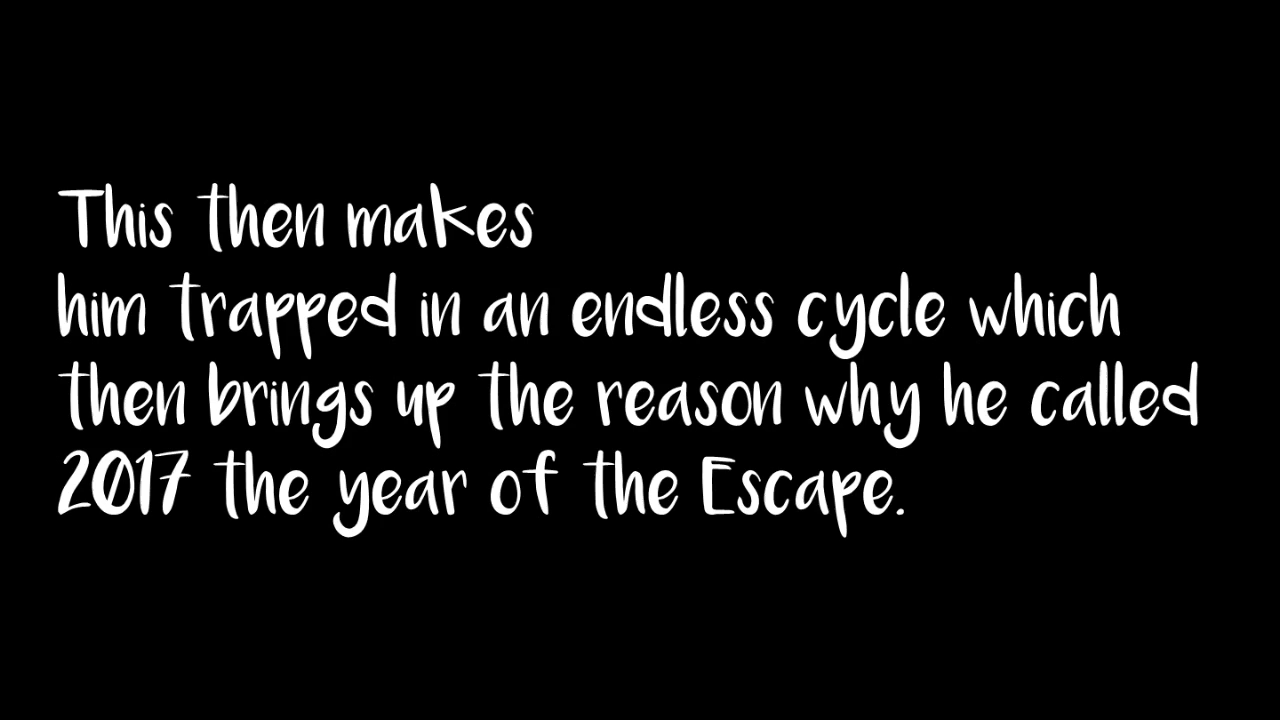 This then makes
him trapped in an endless cycle which
then brings up the reason why he called
2017 the year of the Escape.